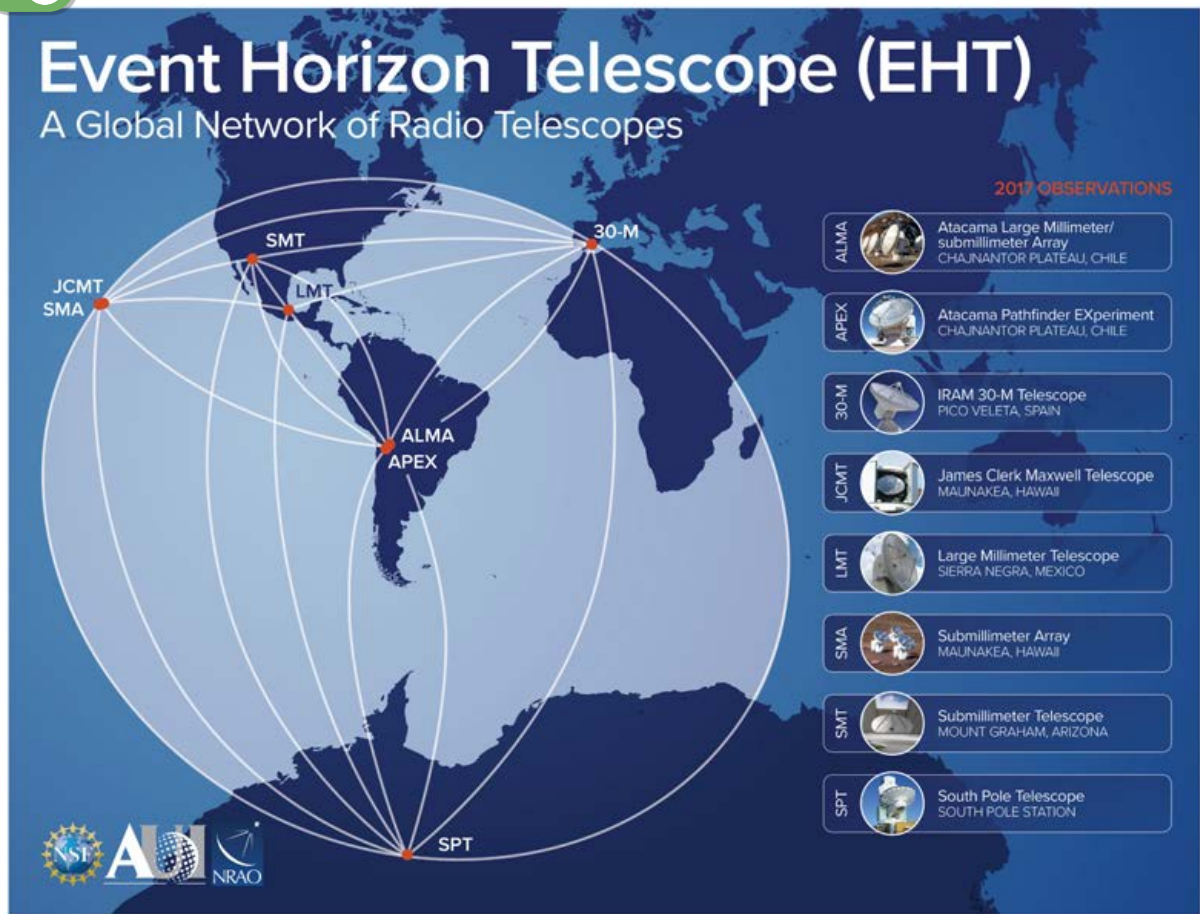 Event Horizon Telescope (EHT)
A Global Network of Radio Telescopes
2017 OBSERVATIONS
30-M
SMT
JCMT
SMA
LMT
ALMA
APEX
SPT
ALMA
Atacama Large Millimeter/
submillimeter Array
CHAJNANTOR PLATEAU, CHILE
APEX
Atacama Pathfinder EXperiment
CHAJNANTOR PLATEAU, CHILE
30-M
IRAM 30-M Telescope
PICO VELETA, SPAIN
JCMT
James Clerk Maxwell Telescope
MAUNAKEA, HAWAII
LMT
Large Millimeter Telescope
SIERRA NEGRA, MEXICO
SMA
Submillimeter Array
MAUNAKEA, HAWAII
SMT
Submillimeter Telescope
MOUNT GRAHAM, ARIZONA
SPT
South Pole Telescope
SOUTH POLE STATION
NSF
AUI
NRAO